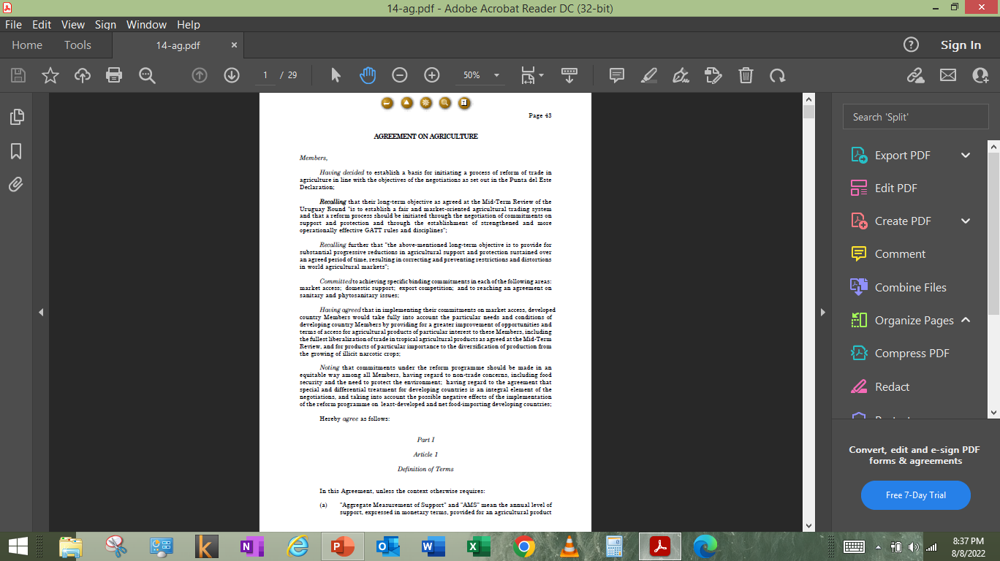 14-ag.pdf - Adobe Acrobat Reader DC (32-bit)
File Edit View Sign Window Help
Home Tools 14-ag.pdf × Sign In
1 / 29 50%
Page 43
AGREEMENT ON AGRICULTURE
Members,
Having decided to establish a basis for initiating a process of reform of trade in
agriculture in line with the objectives of the negotiations as set out in the Punta del Este
Declaration;
Recalling that their long-term objective as agreed at the Mid-Term Review of the
Uruguay Round "is to establish a fair and market-oriented agricultural trading system
and that a reform process should be initiated through the negotiation of commitments on
support and protection and through the establishment of strengthened and more
operationally effective GATT rules and disciplines";
Recalling further that "the above-mentioned long-term objective is to provide for
substantial progressive reductions in agricultural support and protection sustained over
an agreed period of time, resulting in correcting and preventing restrictions and distortions
in world agricultural markets";
Committed to achieving specific binding commitments in each of the following areas:
market access; domestic support; export competition; and to reaching an agreement on
sanitary and phytosanitary issues;
Having agreed that in implementing their commitments on market access, developed
country Members would take fully into account the particular needs and conditions of
developing country Members by providing for a greater improvement of opportunities and
terms of access for agricultural products of particular interest to these Members, including
the fullest liberalization of trade in tropical agricultural products as agreed at the Mid-Term
Review, and for products of particular importance to the diversification of production from
the growing of illicit narcotic crops;
Noting that commitments under the reform programme should be made in an
equitable way among all Members, having regard to non-trade concerns, including food
security and the need to protect the environment; having regard to the agreement that
special and differential treatment for developing countries is an integral element of the
negotiations, and taking into account the possible negative effects of the implementation
of the reform programme on least-developed and net food-importing developing countries;
Hereby agree as follows:
Part I
Article 1
Definition of Terms
In this Agreement, unless the context otherwise requires:
(a) "Aggregate Measurement of Support" and "AMS" mean the annual level of
support, expressed in monetary terms, provided for an agricultural product
Search 'Split'
Export PDF
Edit PDF
Create PDF
Comment
Combine Files
Organize Pages
Compress PDF
Redact
Convert, edit and e-sign PDF
forms & agreements
Free 7-Day Trial
8:37 PM
8/8/2022